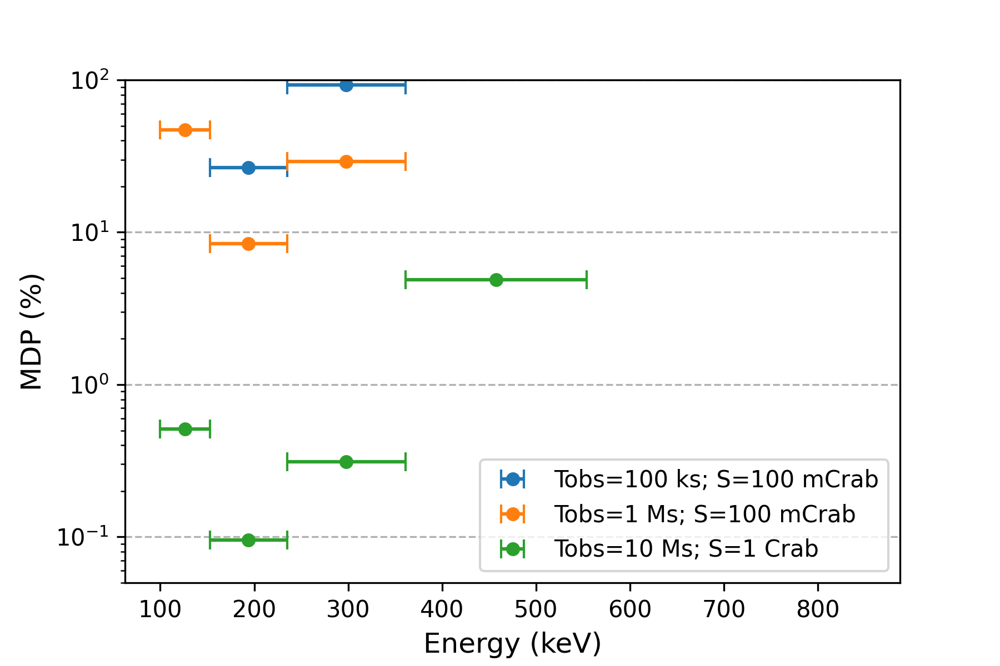 10²
10¹
10⁰
10⁻¹
MDP (%)
Tobs=100 ks; S=100 mCrab
Tobs=1 Ms; S=100 mCrab
Tobs=10 Ms; S=1 Crab
100 200 300 400 500 600 700 800
Energy (keV)